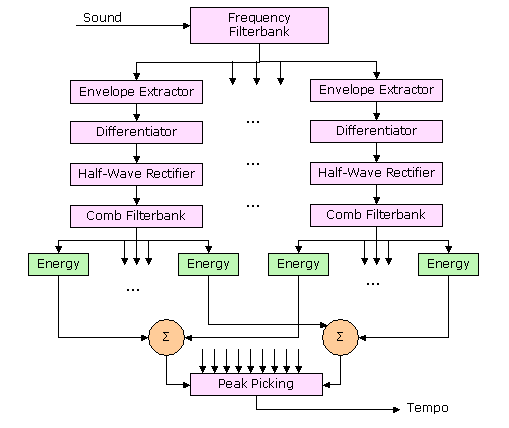 Sound
Frequency
Filterbank
Envelope Extractor
Envelope Extractor
...
Differentiator
Differentiator
...
Half-Wave Rectifier
Half-Wave Rectifier
...
Comb Filterbank
Comb Filterbank
Energy
Energy
Energy
Energy
...
...
Σ
Σ
Peak Picking
Tempo